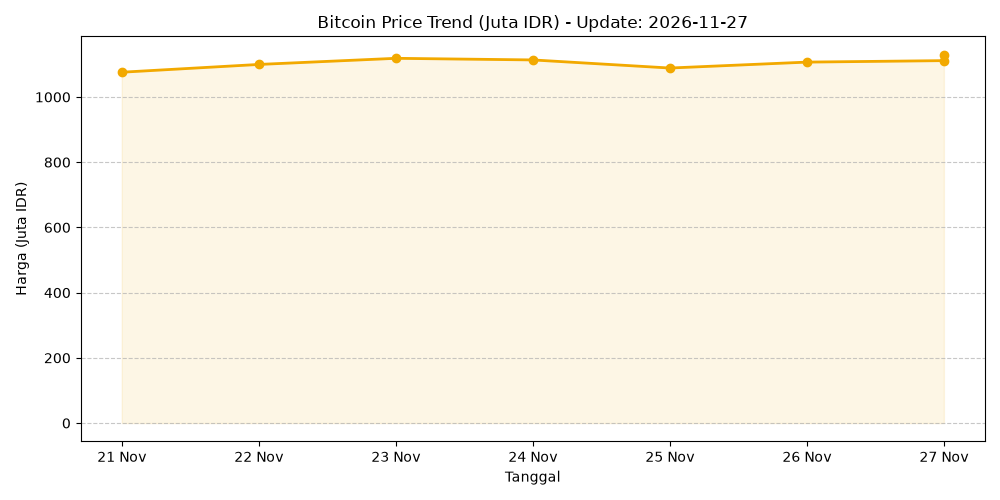 Bitcoin Price Trend (Juta IDR) - Update: 2026-11-27
Harga (Juta IDR)
1000
800
600
400
200
0
21 Nov
22 Nov
23 Nov
24 Nov
25 Nov
26 Nov
27 Nov
Tanggal